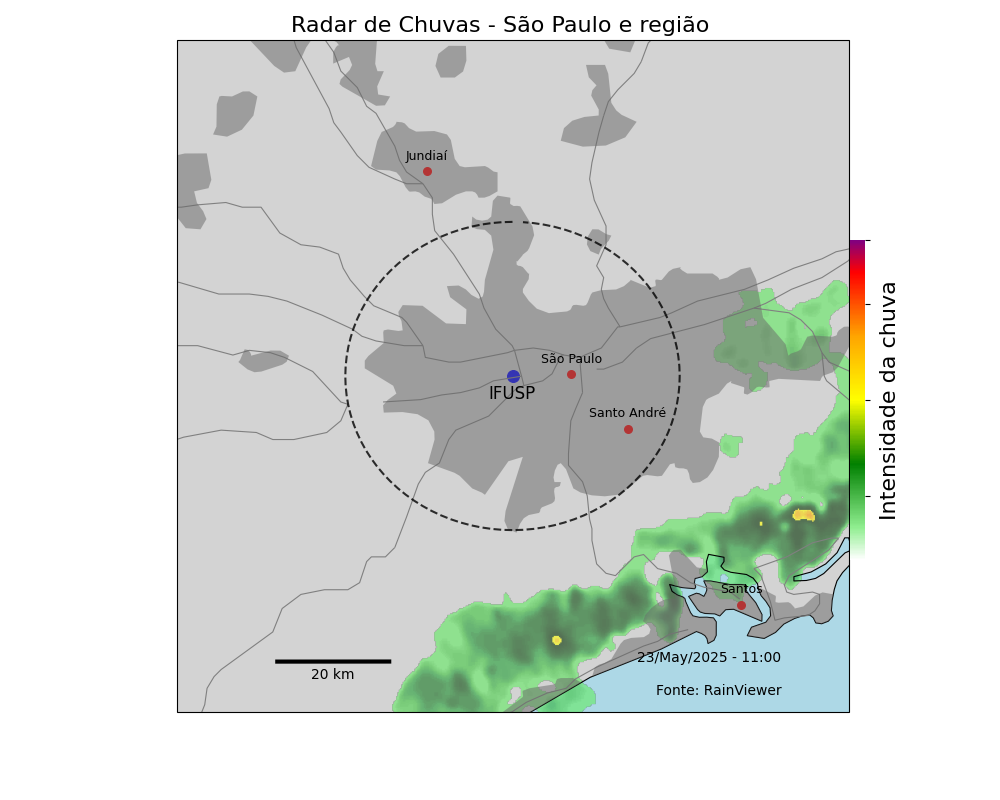 Radar de Chuvas - São Paulo e região
Jundiaí
São Paulo
IFUSP
Santo André
Intensidade da chuva
Santos
23/May/2025 - 11:00
20 km
Fonte: RainViewer